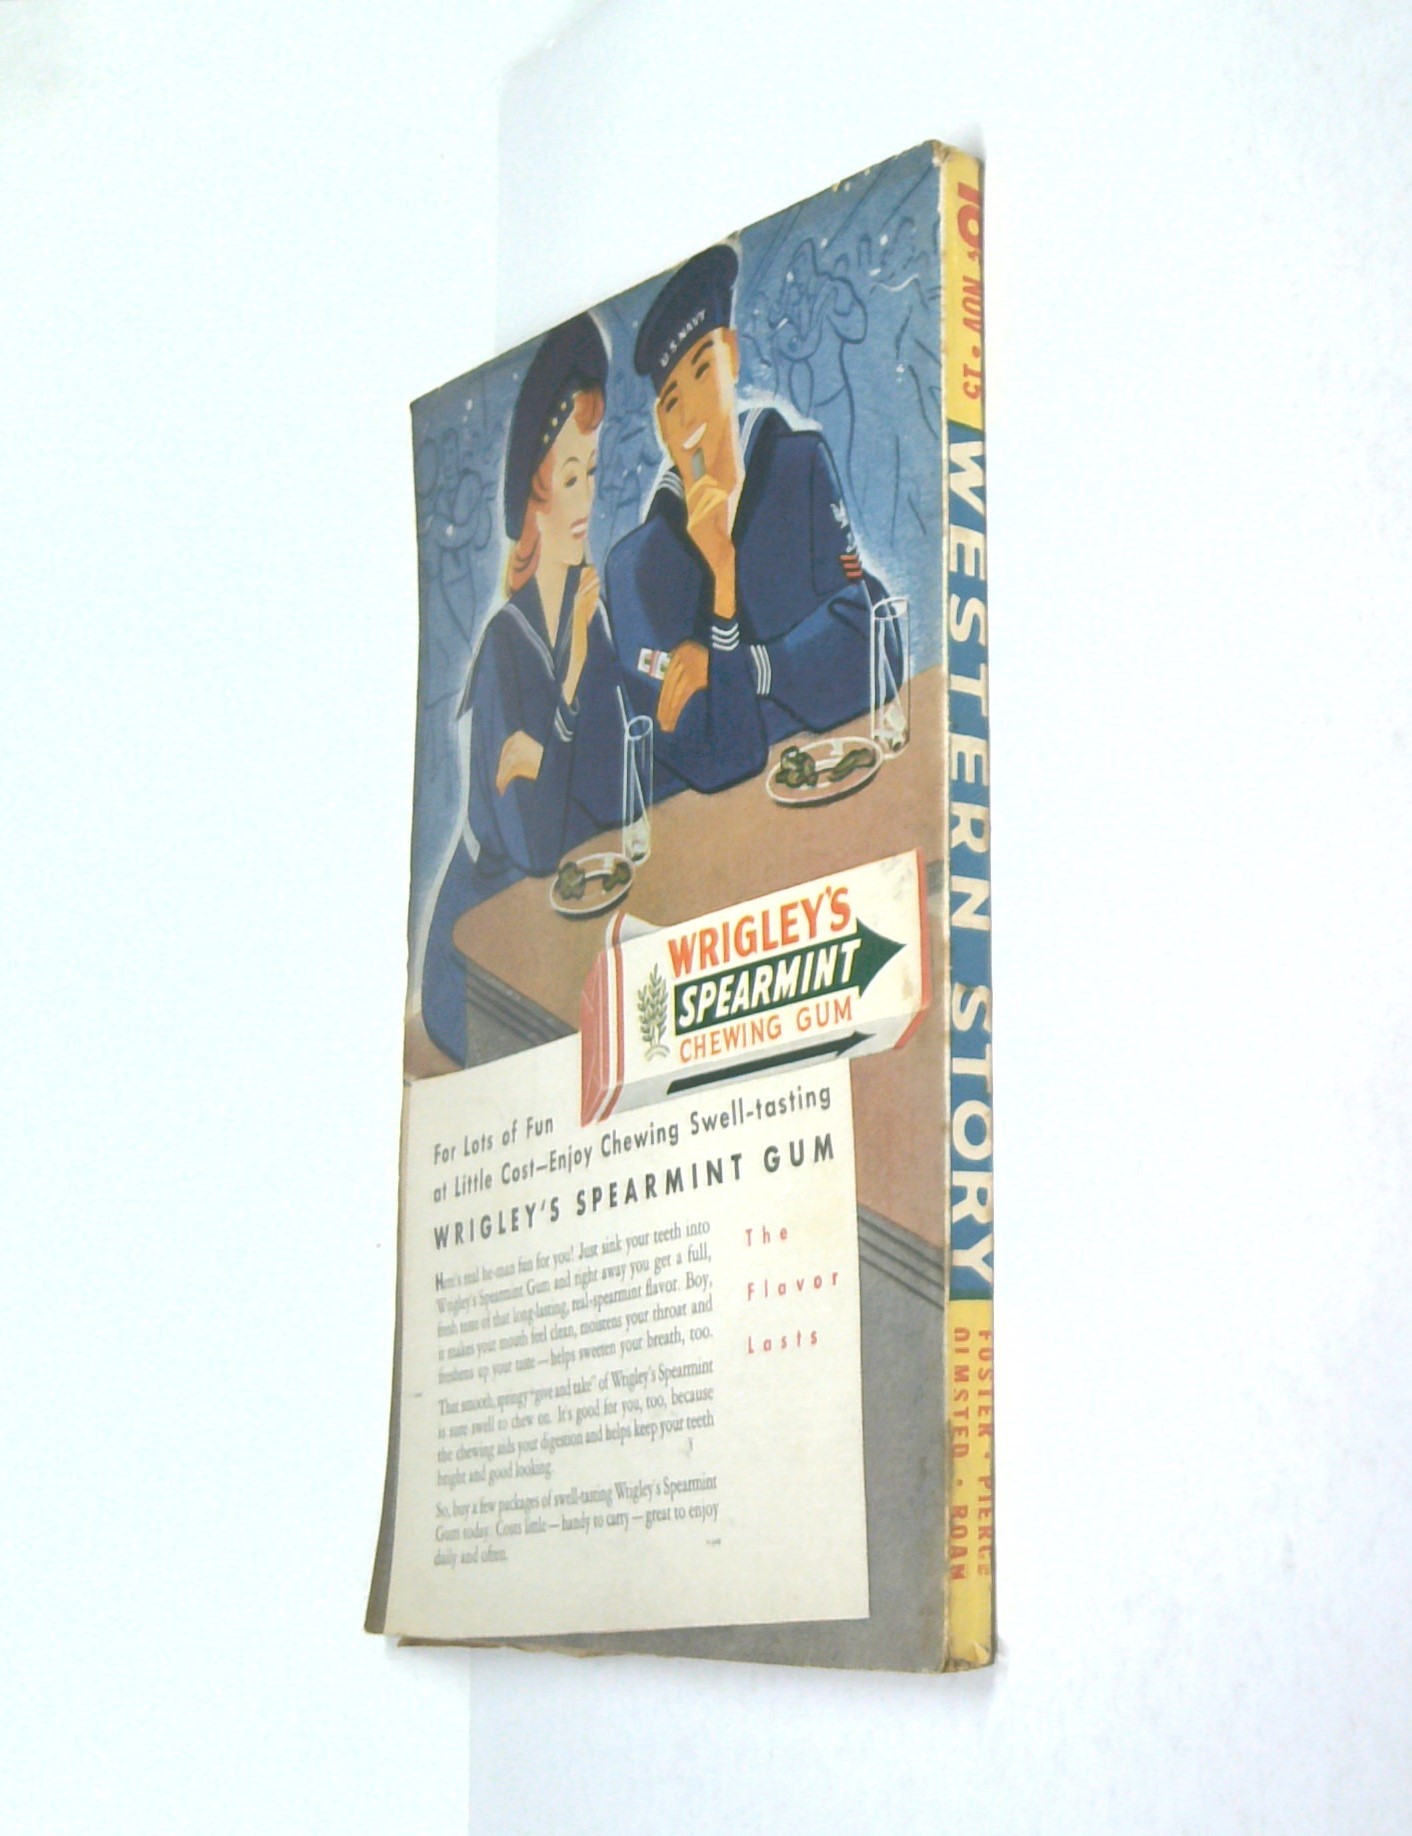 U.S. NAVY
WRIGLEY'S
SPEARMINT
CHEWING GUM
For Lots of Fun
at Little Cost—Enjoy Chewing Swell-tasting
WRIGLEY'S SPEARMINT GUM
Here's real he-man fun for you! Just sink your teeth into
Wrigley's Spearmint Gum and right away you get a full,
fresh taste of that long-lasting, real-spearmint flavor. Boy,
it makes your mouth feel clean, moistens your throat and
freshens up your taste—helps sweeten your breath, too.
That smooth, springy "give and take" of Wrigley's Spearmint
is sure swell to chew on. It's good for you, too, because
the chewing aids your digestion and helps keep your teeth
bright and good looking.
So, buy a few packages of swell-tasting Wrigley's Spearmint
Gum today. Costs little—handy to carry—great to enjoy
daily and often.
The
Flavor
Lasts
10¢ NOV • 15
WESTERN STORY
FOSTER • PIERCE
OLMSTED • ROAN